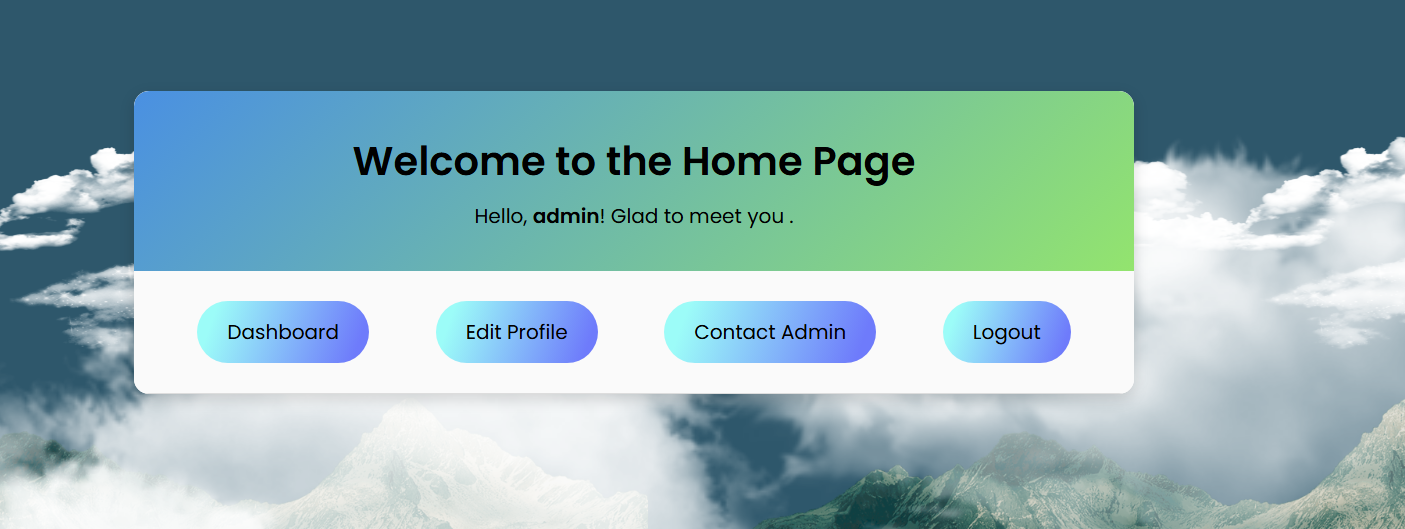 Welcome to the Home Page
Hello, admin! Glad to meet you .
Dashboard
Edit Profile
Contact Admin
Logout